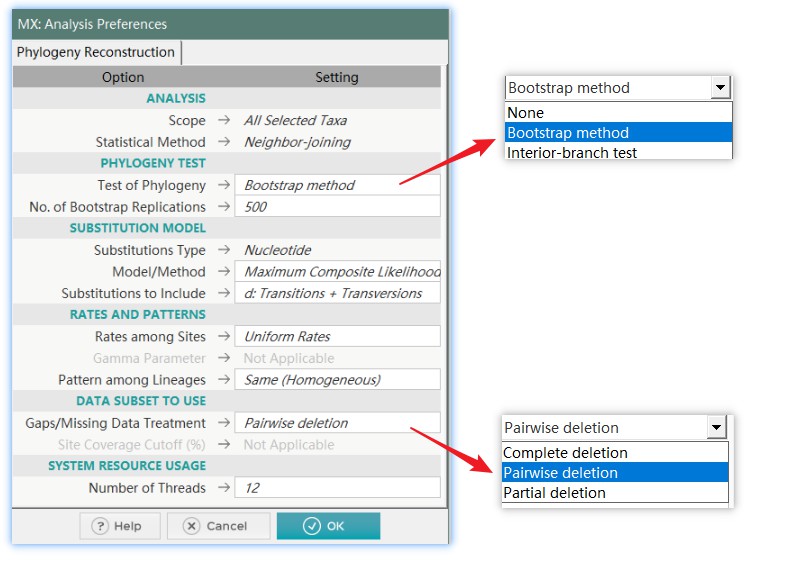 MX: Analysis Preferences
Phylogeny Reconstruction
Option Setting
ANALYSIS
Scope → All Selected Taxa
Statistical Method → Neighbor-joining
PHYLOGENY TEST
Test of Phylogeny → Bootstrap method
No. of Bootstrap Replications → 500
SUBSTITUTION MODEL
Substitutions Type → Nucleotide
Model/Method → Maximum Composite Likelihood
Substitutions to Include → d: Transitions + Transversions
RATES AND PATTERNS
Rates among Sites → Uniform Rates
Gamma Parameter → Not Applicable
Pattern among Lineages → Same (Homogeneous)
DATA SUBSET TO USE
Gaps/Missing Data Treatment → Pairwise deletion
Site Coverage Cutoff (%) → Not Applicable
SYSTEM RESOURCE USAGE
Number of Threads → 12
? Help Cancel OK
Bootstrap method
None
Bootstrap method
Interior-branch test
Pairwise deletion
Complete deletion
Pairwise deletion
Partial deletion